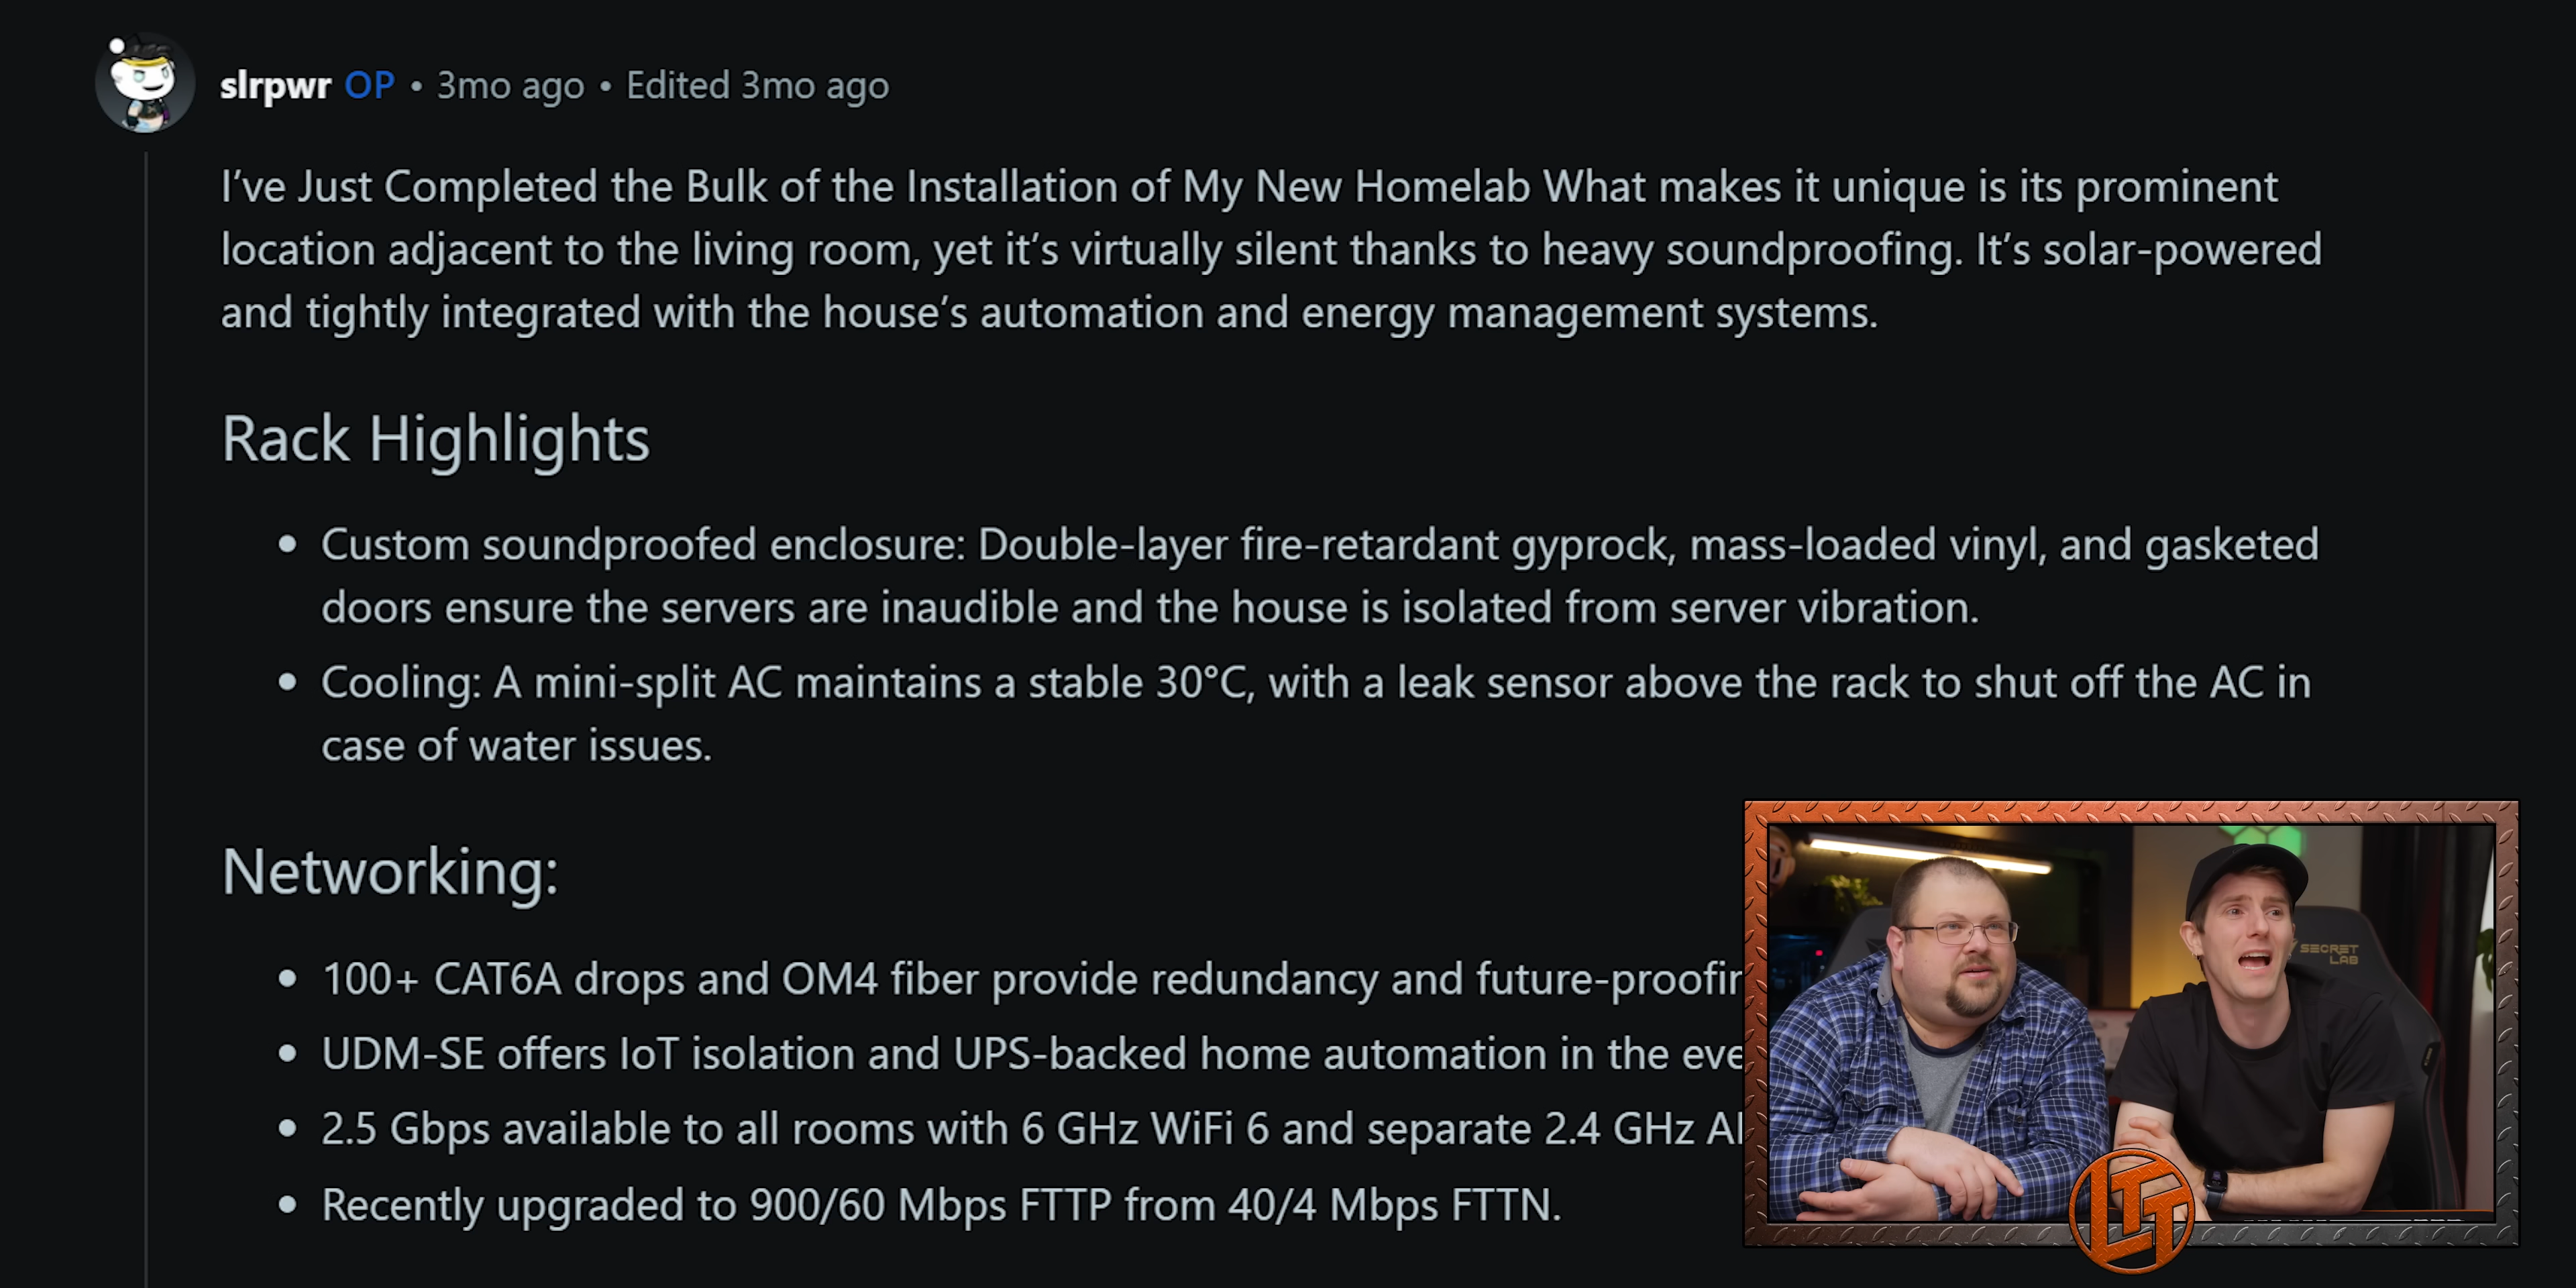 slrpwr OP • 3mo ago • Edited 3mo ago
I’ve Just Completed the Bulk of the Installation of My New Homelab What makes it unique is its prominent
location adjacent to the living room, yet it’s virtually silent thanks to heavy soundproofing. It’s solar-powered
and tightly integrated with the house’s automation and energy management systems.
Rack Highlights
• Custom soundproofed enclosure: Double-layer fire-retardant gyprock, mass-loaded vinyl, and gasketed
doors ensure the servers are inaudible and the house is isolated from server vibration.
• Cooling: A mini-split AC maintains a stable 30°C, with a leak sensor above the rack to shut off the AC in
case of water issues.
Networking:
• 100+ CAT6A drops and OM4 fiber provide redundancy and
• UDM-SE offers IoT isolation and UPS-backed home automation in the
• 2.5 Gbps available to all rooms with 6 GHz WiFi 6 and separate 2.4 GHz
• Recently upgraded to 900/60 Mbps FTTP from 40/4 Mbps FTTN.
SECRET
LAB
LTT